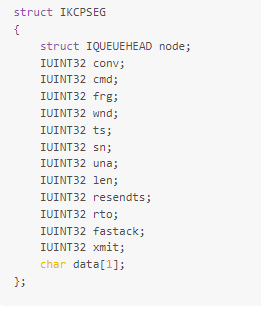 struct IKCPSEG
{
    struct IQUEUEHEAD node;
    IUINT32 conv;
    IUINT32 cmd;
    IUINT32 frg;
    IUINT32 wnd;
    IUINT32 ts;
    IUINT32 sn;
    IUINT32 una;
    IUINT32 len;
    IUINT32 resendts;
    IUINT32 rto;
    IUINT32 fastack;
    IUINT32 xmit;
    char data[1];
};